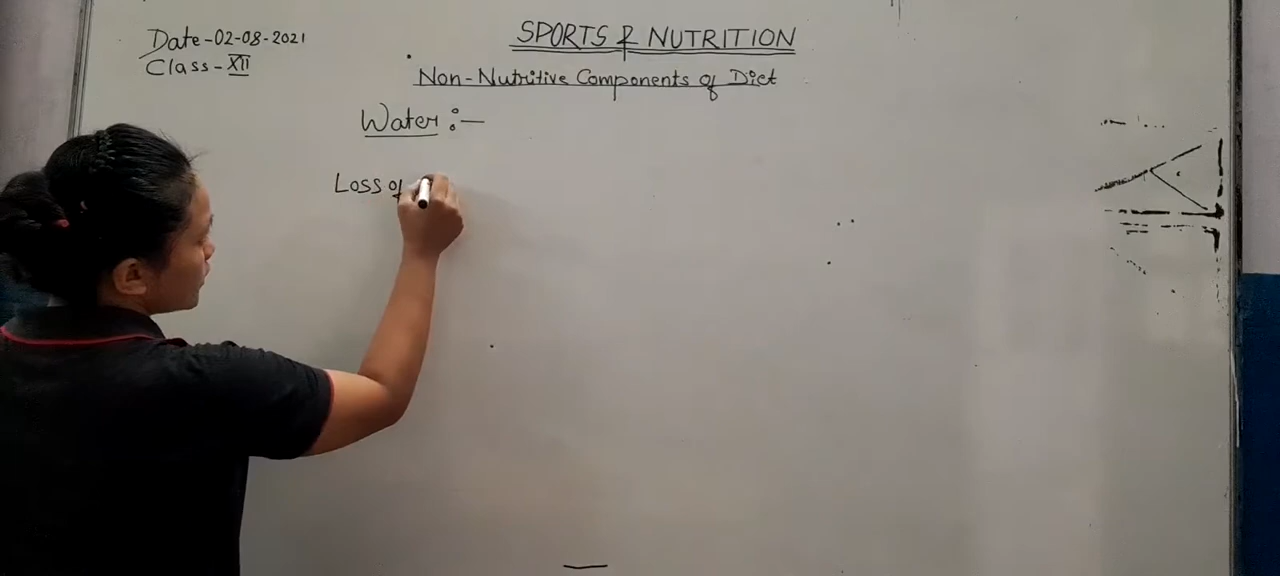 Date-02-08-2021
Class-XII
SPORTS & NUTRITION
Non-Nutritive Components of Diet
Water :-
Loss of